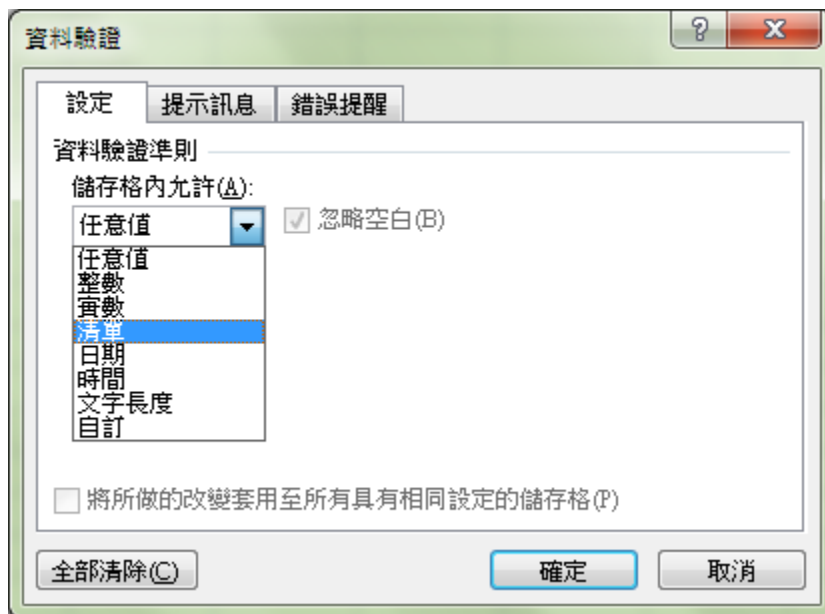 資料驗證
設定 提示訊息 錯誤提醒
資料驗證準則
儲存格內允許(A):
任意值 忽略空白(B)
任意值
整數
實數
清單
日期
時間
文字長度
自訂
將所做的改變套用至所有具有相同設定的儲存格(P)
全部清除(C) 確定 取消